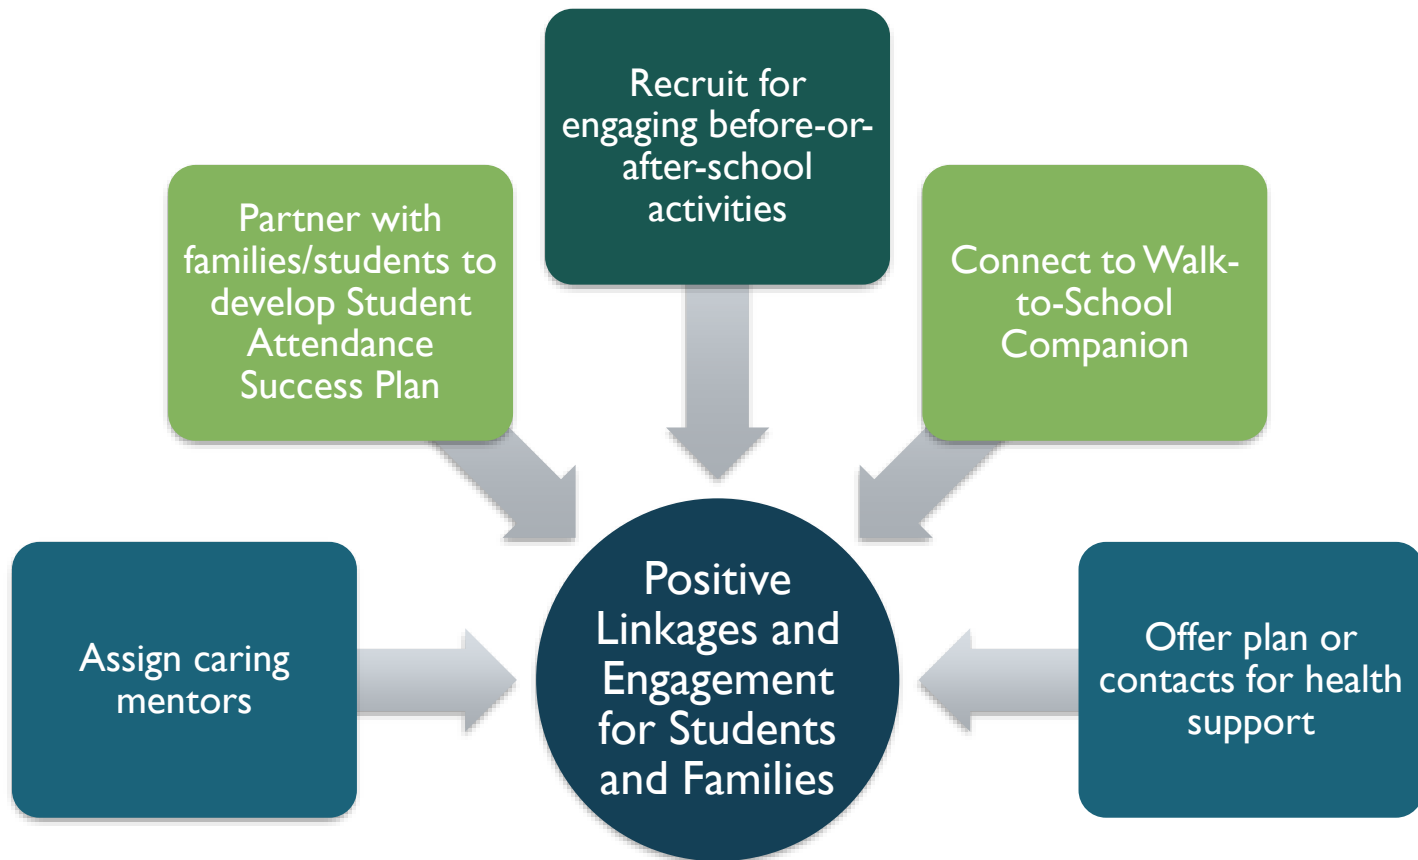 Recruit for
engaging before-or-
after-school
activities
Partner with
families/students to
develop Student
Attendance
Success Plan
Connect to Walk-
to-School
Companion
Assign caring
mentors
Positive
Linkages and
Engagement
for Students
and Families
Offer plan or
contacts for health
support